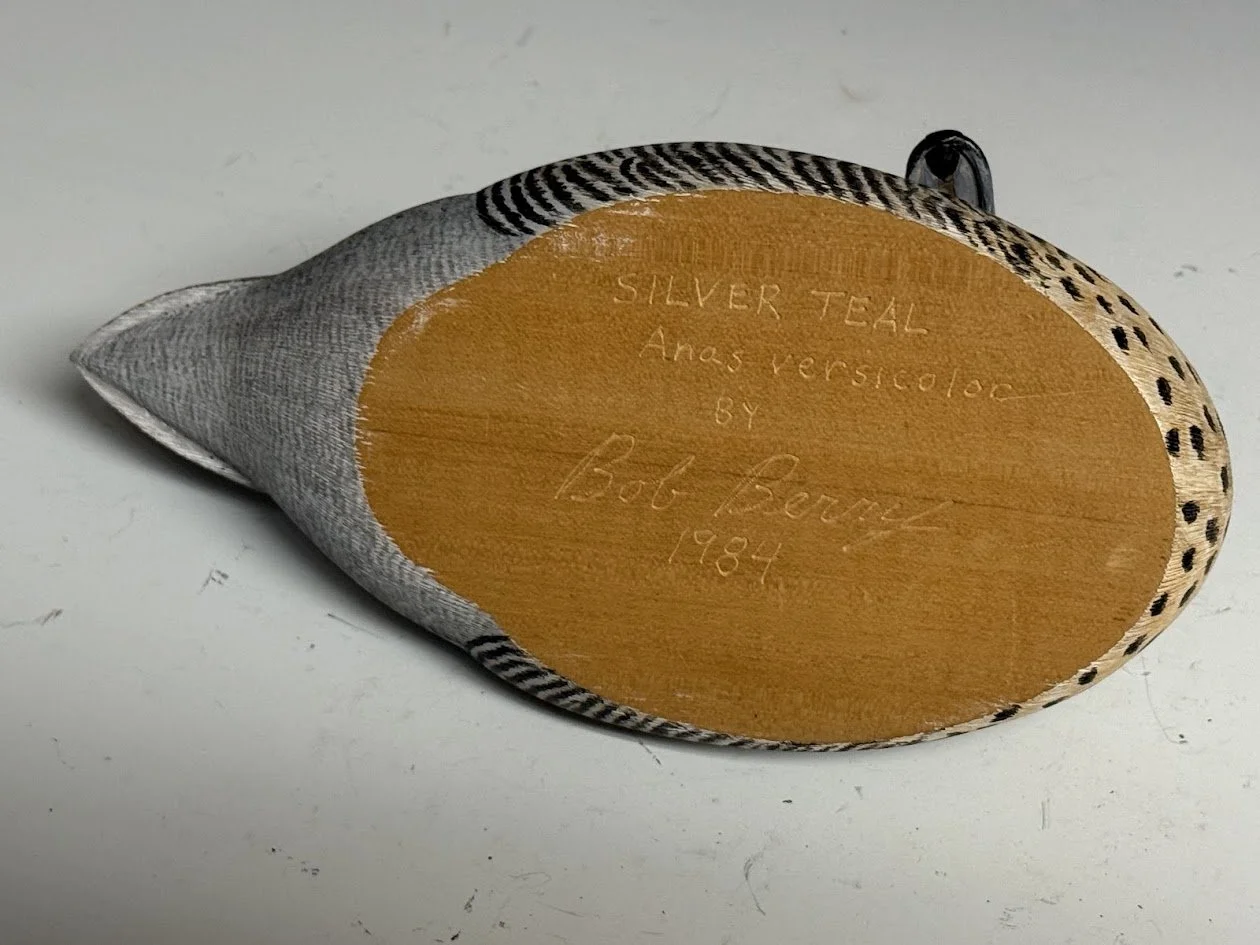 SILVER TEAL
Anas versicolor
BY
Bob Berry
1984